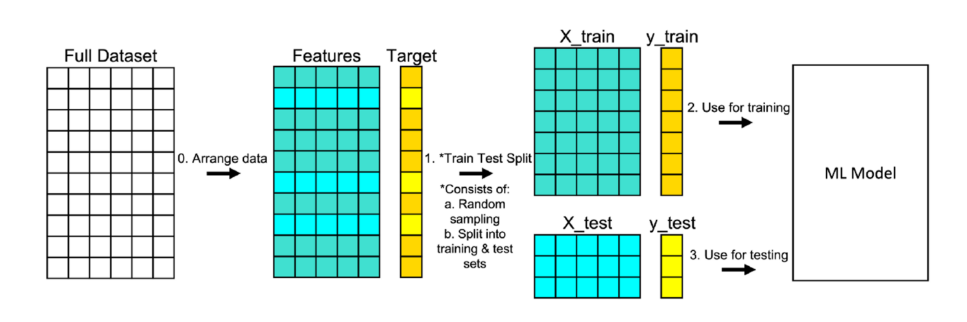 Full Dataset
0. Arrange data
Features
Target
1. *Train Test Split
*Consists of:
a. Random
sampling
b. Split into
training & test
sets
X_train
y_train
2. Use for training
X_test
y_test
3. Use for testing
ML Model